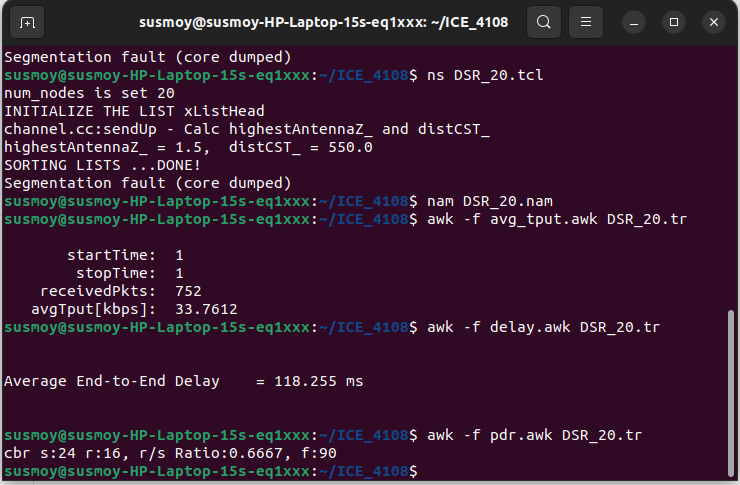 susmoy@susmoy-HP-Laptop-15s-eq1xxx: ~/ICE_4108
Segmentation fault (core dumped)
susmoy@susmoy-HP-Laptop-15s-eq1xxx:~/ICE_4108$ ns DSR_20.tcl
num_nodes is set 20
INITIALIZE THE LIST xListHead
channel.cc:sendUp - Calc highestAntennaZ_ and distCST_
highestAntennaZ_ = 1.5,  distCST_ = 550.0
SORTING LISTS ...DONE!
Segmentation fault (core dumped)
susmoy@susmoy-HP-Laptop-15s-eq1xxx:~/ICE_4108$ nam DSR_20.nam
susmoy@susmoy-HP-Laptop-15s-eq1xxx:~/ICE_4108$ awk -f avg_tput.awk DSR_20.tr
startTime:  1
stopTime:  1
receivedPkts:  752
avgTput[kbps]:  33.7612
susmoy@susmoy-HP-Laptop-15s-eq1xxx:~/ICE_4108$ awk -f delay.awk DSR_20.tr
Average End-to-End Delay    = 118.255 ms
susmoy@susmoy-HP-Laptop-15s-eq1xxx:~/ICE_4108$ awk -f pdr.awk DSR_20.tr
cbr s:24 r:16, r/s Ratio:0.6667, f:90
susmoy@susmoy-HP-Laptop-15s-eq1xxx:~/ICE_4108$